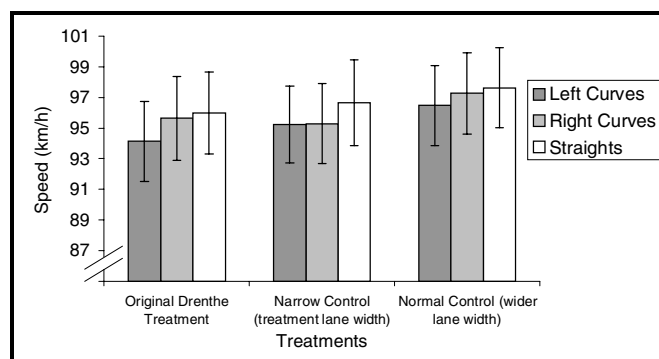 101
99
97
95
93
91
89
87
Speed (km/h)
Original Drenthe
Treatment
Narrow Control
(treatment lane width)
Normal Control (wider
lane width)
Treatments
Left Curves
Right Curves
Straights